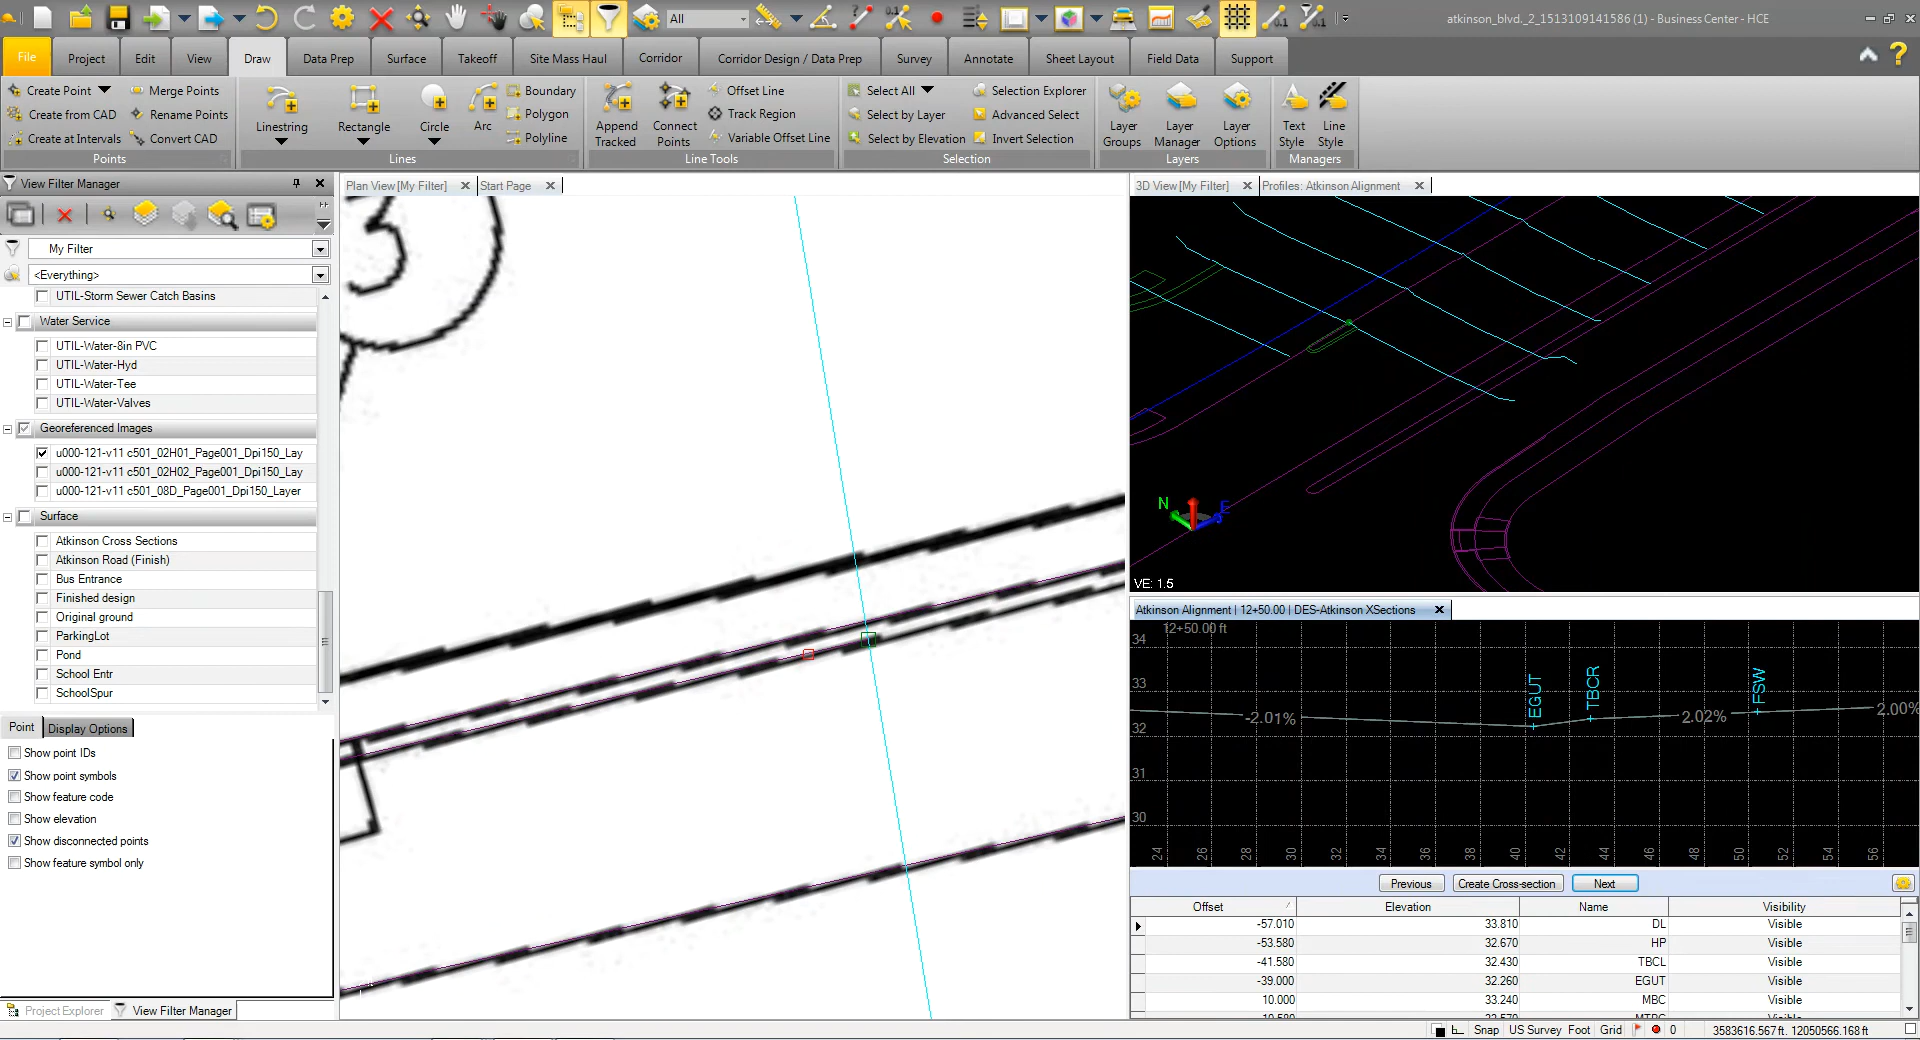 All
atkinson_blvd._2_1513109141586 (1) - Business Center - HCE
File
Project
Edit
View
Draw
Data Prep
Surface
Takeoff
Site Mass Haul
Corridor
Corridor Design / Data Prep
Survey
Annotate
Sheet Layout
Field Data
Support
Create Point
Merge Points
Create from CAD
Rename Points
Create at Intervals
Convert CAD
Points
Linestring
Rectangle
Circle
Arc
Boundary
Polygon
Polyline
Lines
Append Tracked
Connect Points
Offset Line
Track Region
Variable Offset Line
Line Tools
Select All
Select by Layer
Select by Elevation
Selection Explorer
Advanced Select
Invert Selection
Selection
Layer Groups
Layer Manager
Layer Options
Layers
Text Style
Line Style
Managers
View Filter Manager
My Filter
<Everything>
UTIL-Storm Sewer Catch Basins
Water Service
UTIL-Water-8in PVC
UTIL-Water-Hyd
UTIL-Water-Tee
UTIL-Water-Valves
Georeferenced Images
u000-121-v11 c501_02H01_Page001_Dpi150_Lay
u000-121-v11 c501_02H02_Page001_Dpi150_Lay
u000-121-v11 c501_08D_Page001_Dpi150_Layer
Surface
Atkinson Cross Sections
Atkinson Road (Finish)
Bus Entrance
Finished design
Original ground
ParkingLot
Pond
School Entr
SchoolSpur
Point
Display Options
Show point IDs
Show point symbols
Show feature code
Show elevation
Show disconnected points
Show feature symbol only
Project Explorer
View Filter Manager
Plan View [My Filter]
Start Page
3
3D View [My Filter]
Profiles: Atkinson Alignment
N
E
VE: 1.5
Atkinson Alignment | 12+50.00 | DES-Atkinson XSections
12+50.00 ft
34
33
32
31
30
-2.01%
EGUT
TBCR
2.02%
FSW
2.00%
24 26 28 30 32 34 36 38 40 42 44 46 48 50 52 54 56
Previous
Create Cross-section
Next
Offset Elevation Name Visibility
-57.010 33.810 DL Visible
-53.580 32.670 HP Visible
-41.580 32.430 TBCL Visible
-39.000 32.260 EGUT Visible
10.000 33.240 MBC Visible
Snap US Survey Foot Grid 0 3583616.567 ft. 12050566.168 ft